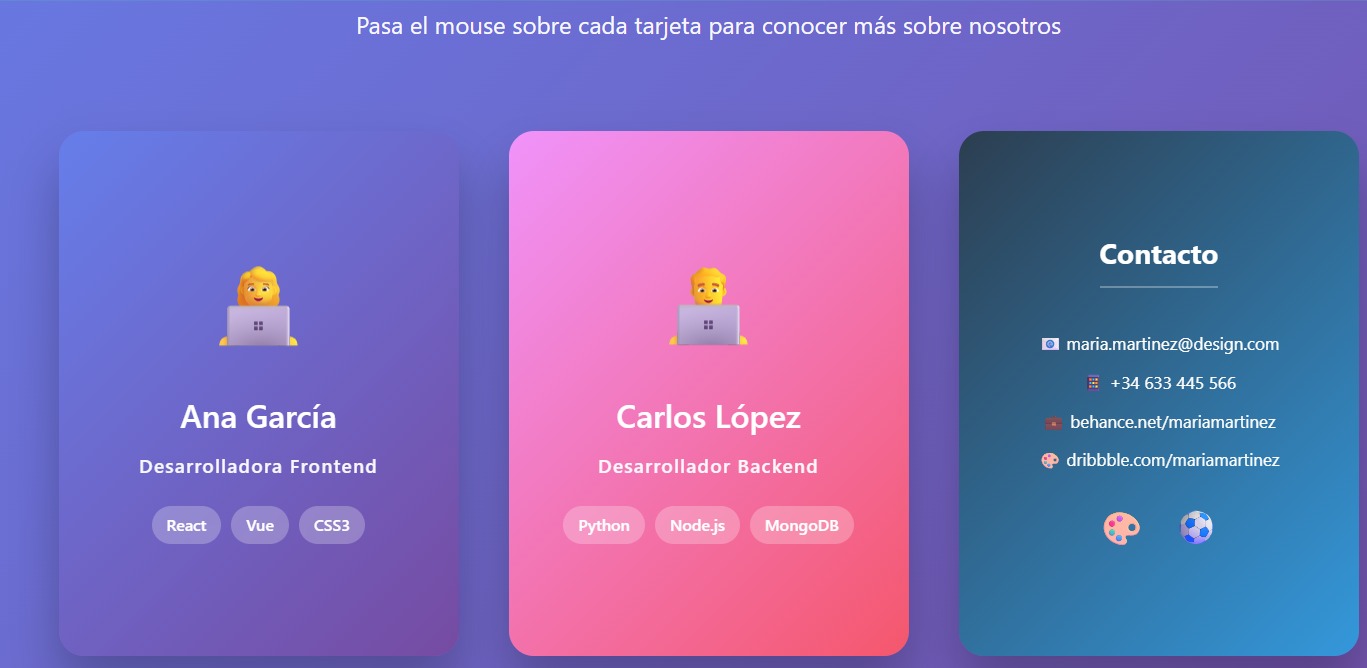 Pasa el mouse sobre cada tarjeta para conocer más sobre nosotros
Ana García
Desarrolladora Frontend
React Vue CSS3
Carlos López
Desarrollador Backend
Python Node.js MongoDB
Contacto
maria.martinez@design.com
+34 633 445 566
behance.net/mariamartinez
dribbble.com/mariamartinez